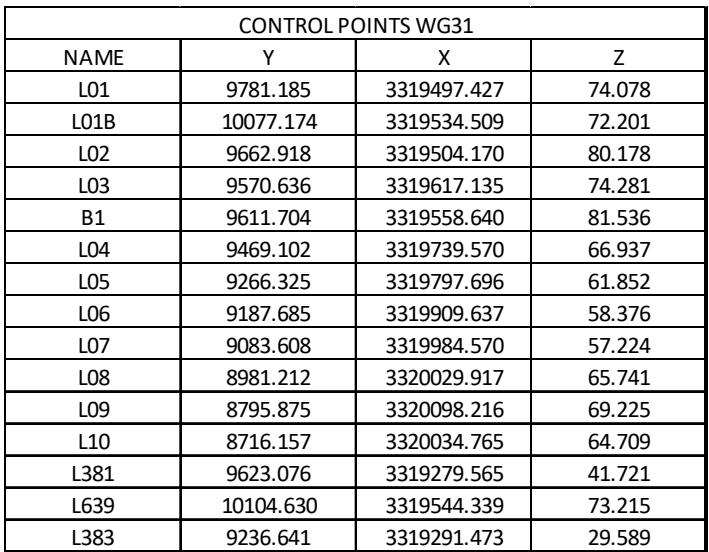 CONTROL POINTS WG31
NAME Y X Z
L01 9781.185 3319497.427 74.078
L01B 10077.174 3319534.509 72.201
L02 9662.918 3319504.170 80.178
L03 9570.636 3319617.135 74.281
B1 9611.704 3319558.640 81.536
L04 9469.102 3319739.570 66.937
L05 9266.325 3319797.696 61.852
L06 9187.685 3319909.637 58.376
L07 9083.608 3319984.570 57.224
L08 8981.212 3320029.917 65.741
L09 8795.875 3320098.216 69.225
L10 8716.157 3320034.765 64.709
L381 9623.076 3319279.565 41.721
L639 10104.630 3319544.339 73.215
L383 9236.641 3319291.473 29.589